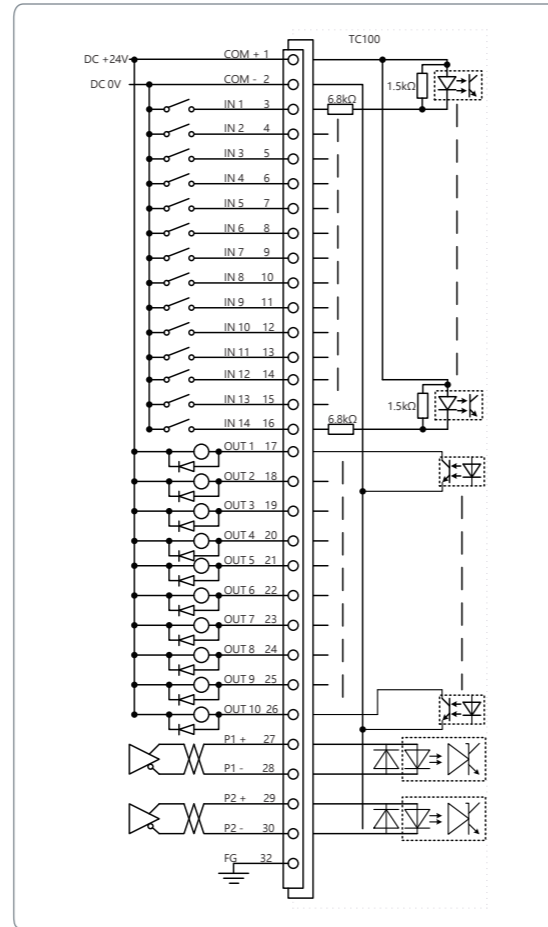 TC100
DC +24V COM + 1
DC 0V COM - 2
1.5kΩ
IN 1 3 6.8kΩ
IN 2 4
IN 3 5
IN 4 6
IN 5 7
IN 6 8
IN 7 9
IN 8 10
IN 9 11
IN 10 12
IN 11 13
IN 12 14
IN 13 15 1.5kΩ
IN 14 16 6.8kΩ
OUT 1 17
OUT 2 18
OUT 3 19
OUT 4 20
OUT 5 21
OUT 6 22
OUT 7 23
OUT 8 24
OUT 9 25
OUT 10 26
P1 + 27
P1 - 28
P2 + 29
P2 - 30
FG 32